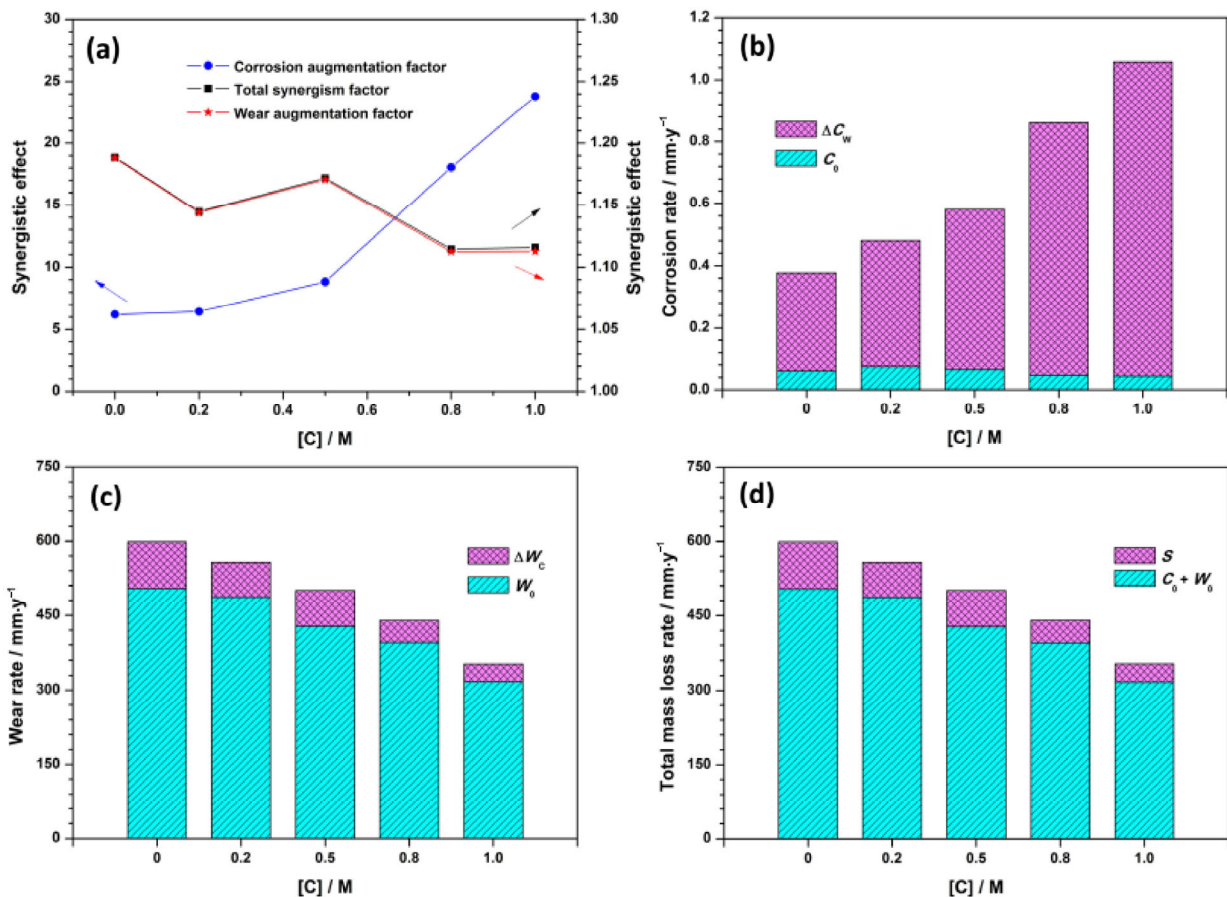 (a)
Corrosion augmentation factor
Total synergism factor
Wear augmentation factor
Synergistic effect
30
25
20
15
10
5
0
1.30
1.25
1.20
1.15
1.10
1.05
1.00
Synergistic effect
0.0 0.2 0.4 0.6 0.8 1.0
[C] / M
(b)
ΔC_w
C_0
Corrosion rate / mm·y⁻¹
1.2
1.0
0.8
0.6
0.4
0.2
0.0
0 0.2 0.5 0.8 1.0
[C] / M
(c)
ΔW_c
W_0
Wear rate / mm·y⁻¹
750
600
450
300
150
0
0 0.2 0.5 0.8 1.0
[C] / M
(d)
S
C_0 + W_0
Total mass loss rate / mm·y⁻¹
750
600
450
300
150
0
0 0.2 0.5 0.8 1.0
[C] / M